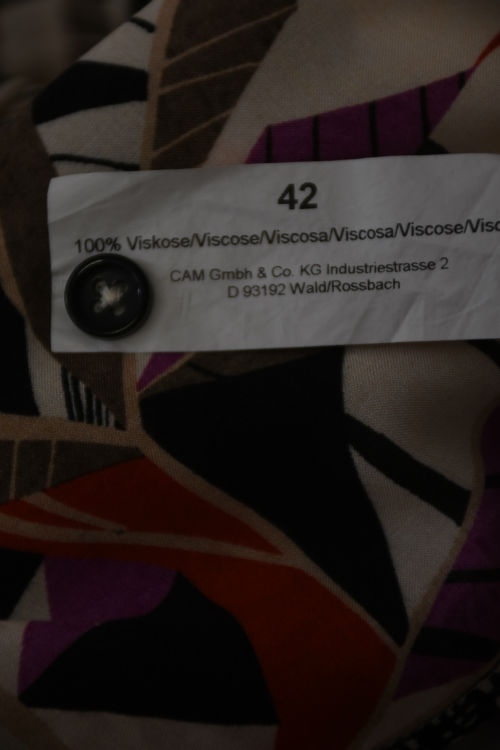 42
100% Viskose/Viscose/Viscosa/Viscosa/Viscose/Visc
CAM Gmbh & Co. KG Industriestrasse 2
D 93192 Wald/Rossbach